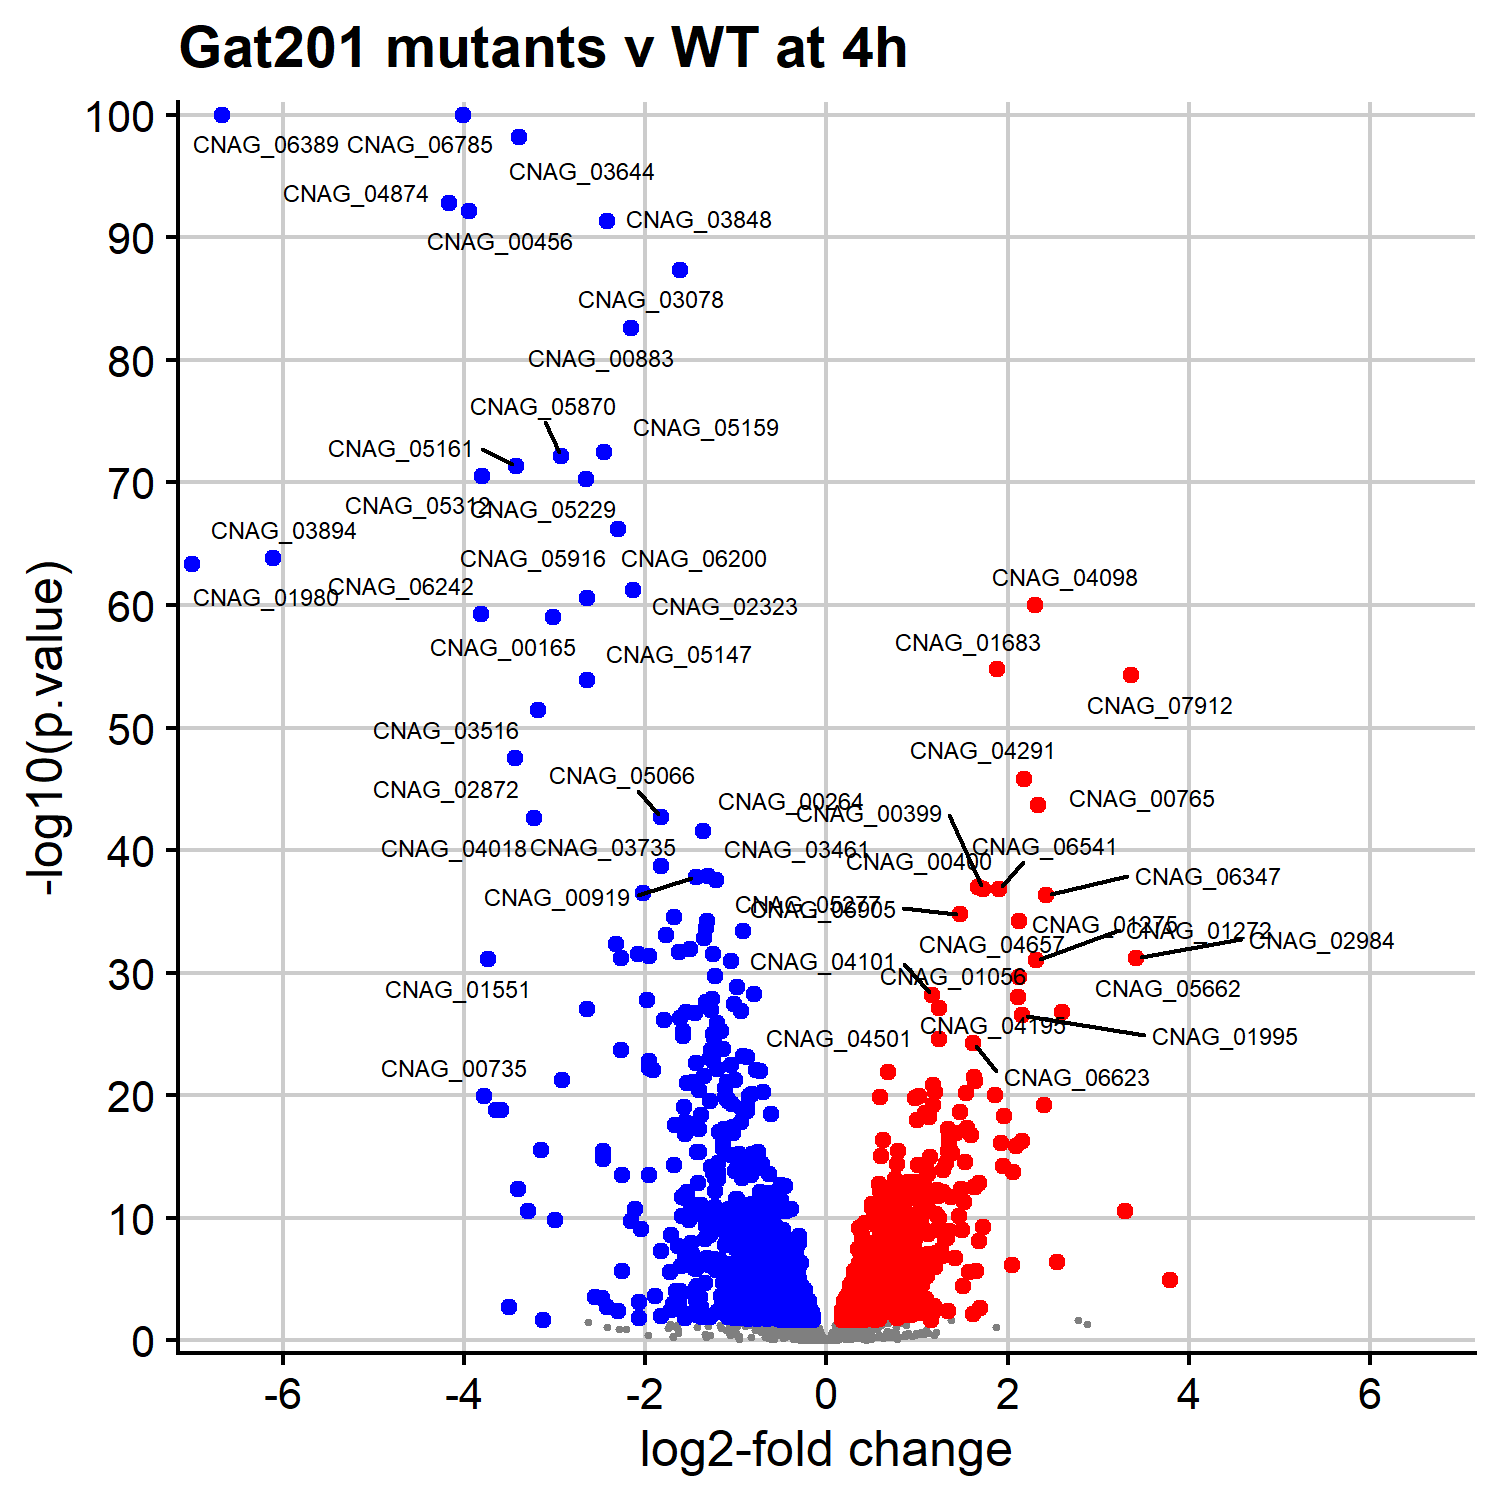 Gat201 mutants v WT at 4h
100
CNAG_06389
CNAG_06785
CNAG_03644
CNAG_04874
CNAG_03848
90
CNAG_00456
CNAG_03078
80
CNAG_00883
CNAG_05870
CNAG_05159
CNAG_05161
70
CNAG_05312
CNAG_05229
CNAG_03894
CNAG_05916
CNAG_06200
CNAG_04098
CNAG_06242
CNAG_01980
60
CNAG_02323
CNAG_01683
CNAG_00165
CNAG_05147
CNAG_07912
50
CNAG_03516
CNAG_04291
CNAG_05066
CNAG_02872
CNAG_00765
CNAG_00264
CNAG_00399
40
CNAG_04018
CNAG_03735
CNAG_03461
CNAG_06541
CNAG_00400
CNAG_06347
CNAG_00919
CNAG_05277
CNAG_06905
CNAG_01275
CNAG_01272
CNAG_02984
CNAG_04657
CNAG_04101
30
CNAG_01056
CNAG_01551
CNAG_05662
CNAG_04195
CNAG_04501
CNAG_01995
20
CNAG_00735
CNAG_06623
10
0
-6
-4
-2
0
2
4
6
log2-fold change
-log10(p.value)